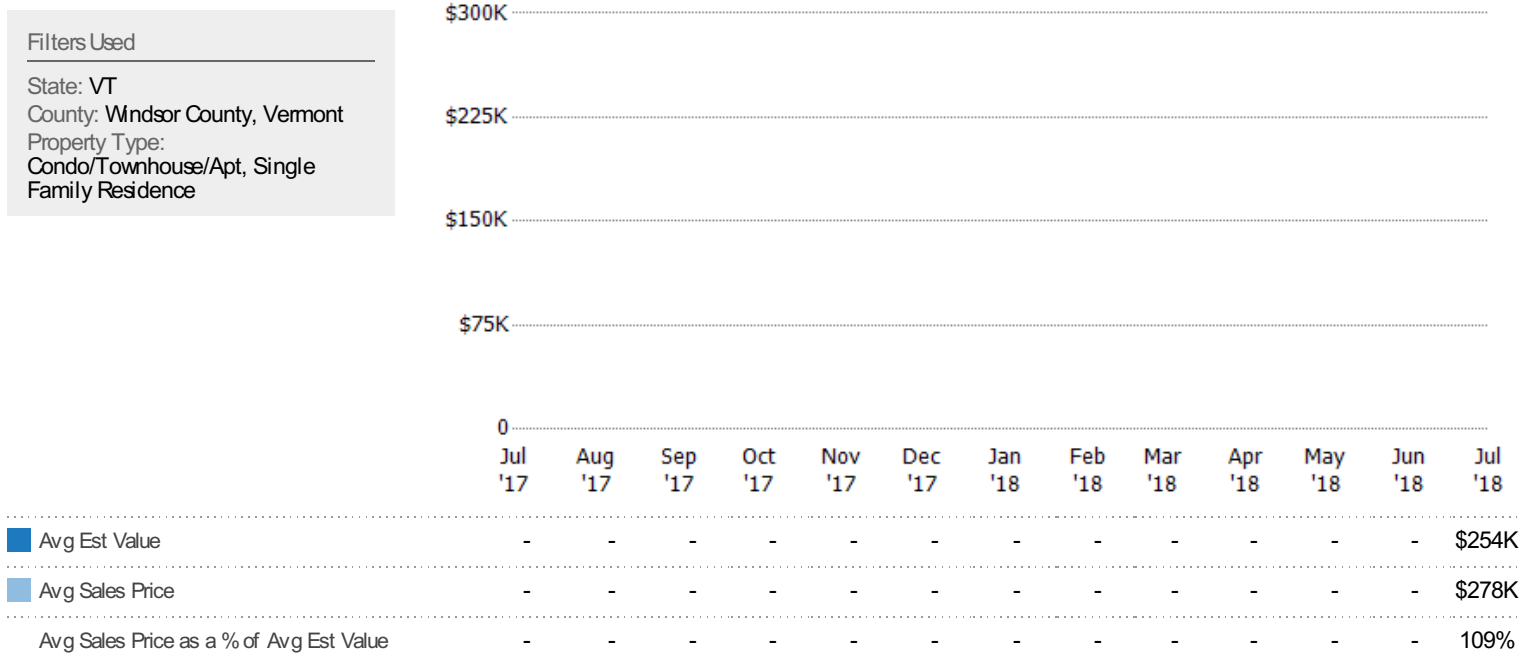 Filters Used
State: VT
County: Windsor County, Vermont
Property Type:
Condo/Townhouse/Apt, Single
Family Residence
$300K
$225K
$150K
$75K
0
Jul Aug Sep Oct Nov Dec Jan Feb Mar Apr May Jun Jul
'17 '17 '17 '17 '17 '17 '18 '18 '18 '18 '18 '18 '18
Avg Est Value - - - - - - - - - - - - $254K
Avg Sales Price - - - - - - - - - - - - $278K
Avg Sales Price as a % of Avg Est Value - - - - - - - - - - - - 109%